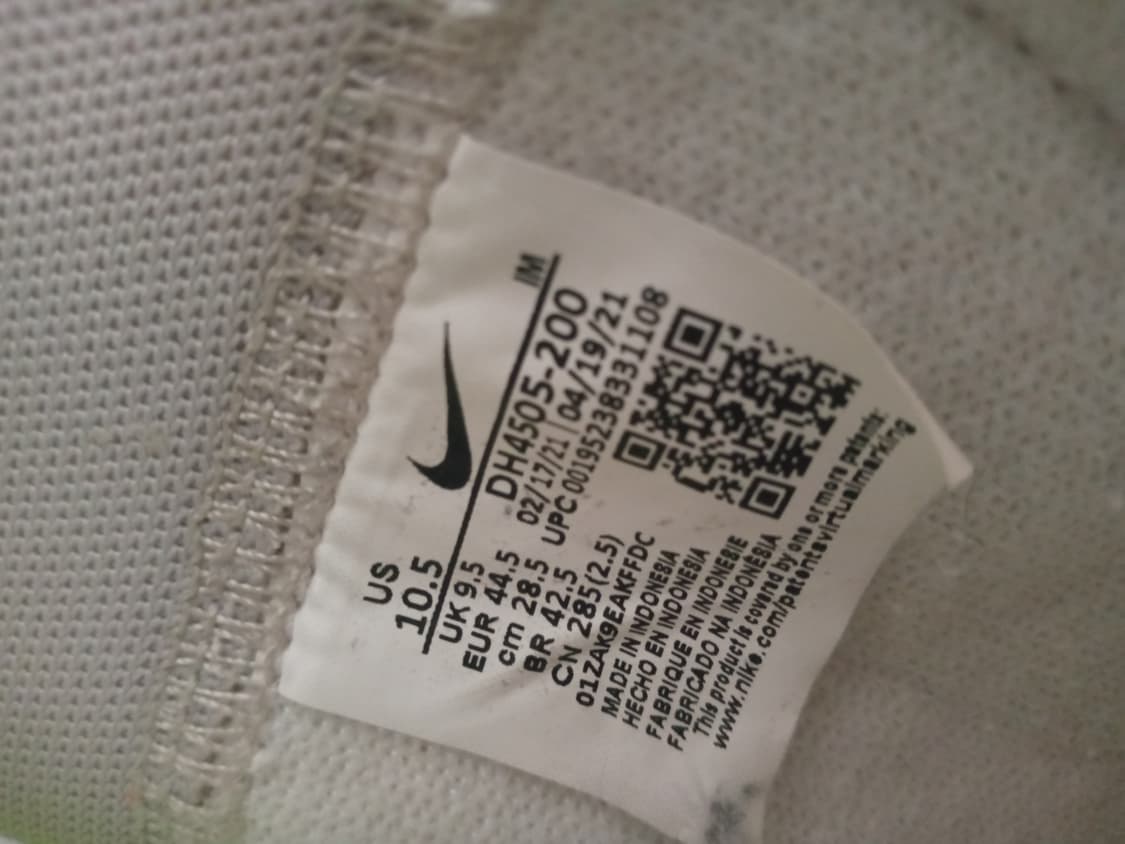 US
10.5
IM
UK 9.5
EUR 44.5
cm 28.5
BR 42.5
CN 285(2.5)
DH4505-200
02/17/21 | 04/19/21
UPC 00195238331108
01ZAK9EAKFFDC
MADE IN INDONESIA
HECHO EN INDONESIA
FABRIQUE EN INDONESIE
FABRICADO NA INDONÉSIA
This product is covered by one or more patents:
www.nike.com/patentsvirtualmarking